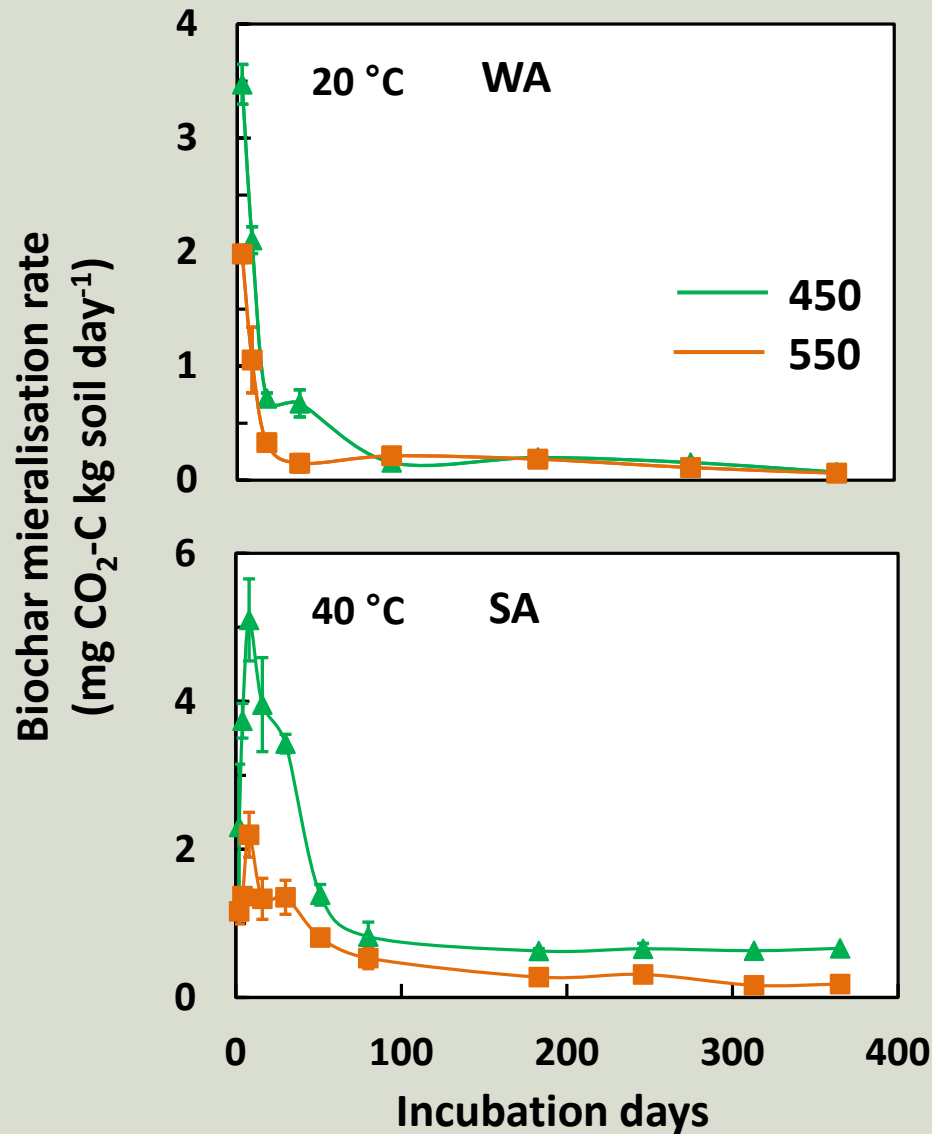 Biochar mieralisation rate
(mg CO₂-C kg soil day⁻¹)
4
3
2
1
0
20 °C WA
450
550
6
4
2
0
40 °C SA
0 100 200 300 400
Incubation days